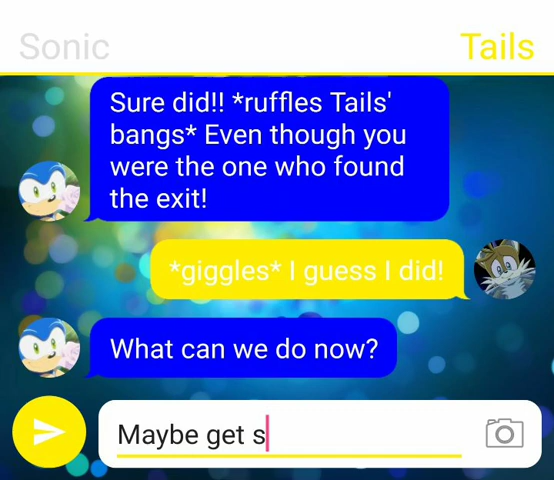 Sonic
Tails
Sure did!! *ruffles Tails'
bangs* Even though you
were the one who found
the exit!
*giggles* I guess I did!
What can we do now?
Maybe get s